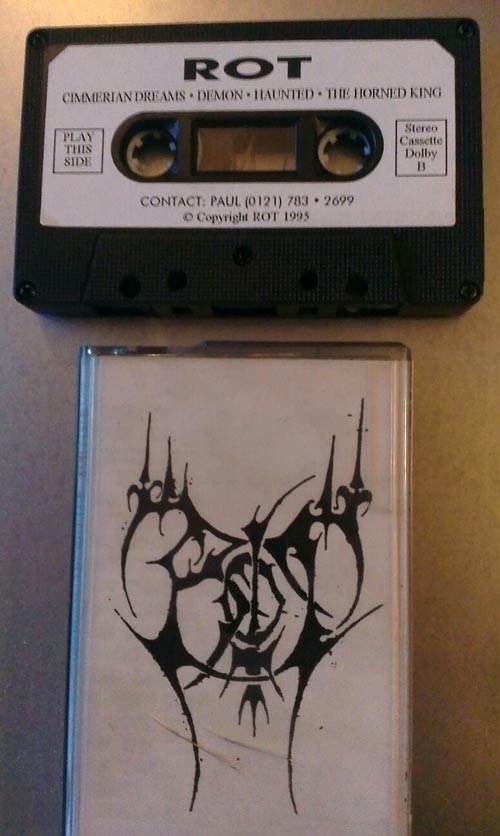 ROT
CIMMERIAN DREAMS • DEMON • HAUNTED • THE HORNED KING
PLAY
THIS
SIDE
Stereo
Cassette
Dolby
B
CONTACT: PAUL (0121) 783 • 2699
© Copyright ROT 1995
ROT